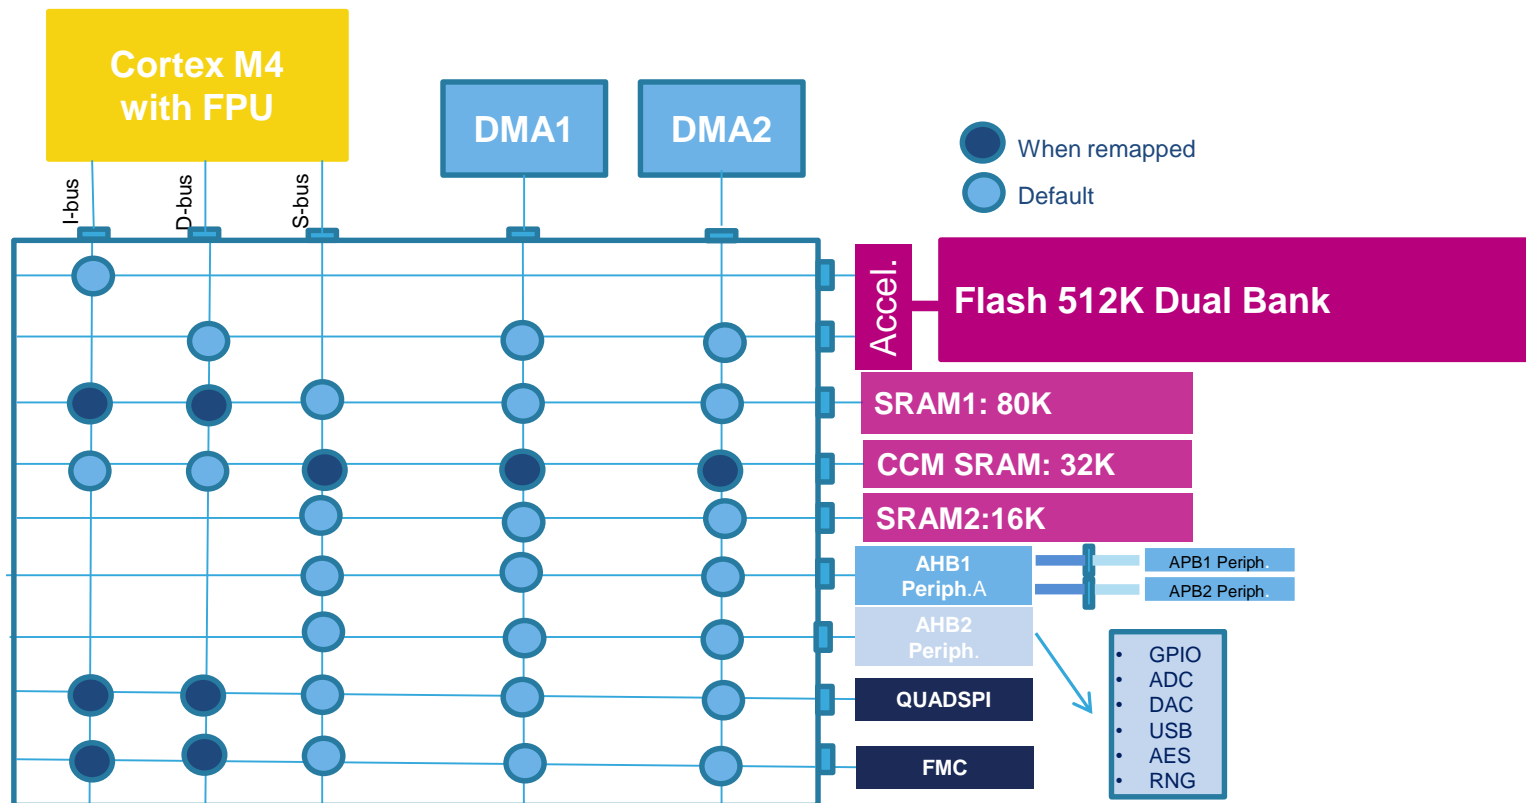 Cortex M4
with FPU
DMA1
DMA2
When remapped
Default
I-bus
D-bus
S-bus
Accel.
Flash 512K Dual Bank
SRAM1: 80K
CCM SRAM: 32K
SRAM2:16K
AHB1
Periph.A
APB1 Periph.
APB2 Periph.
AHB2
Periph.
• GPIO
• ADC
• DAC
• USB
• AES
• RNG
QUADSPI
FMC